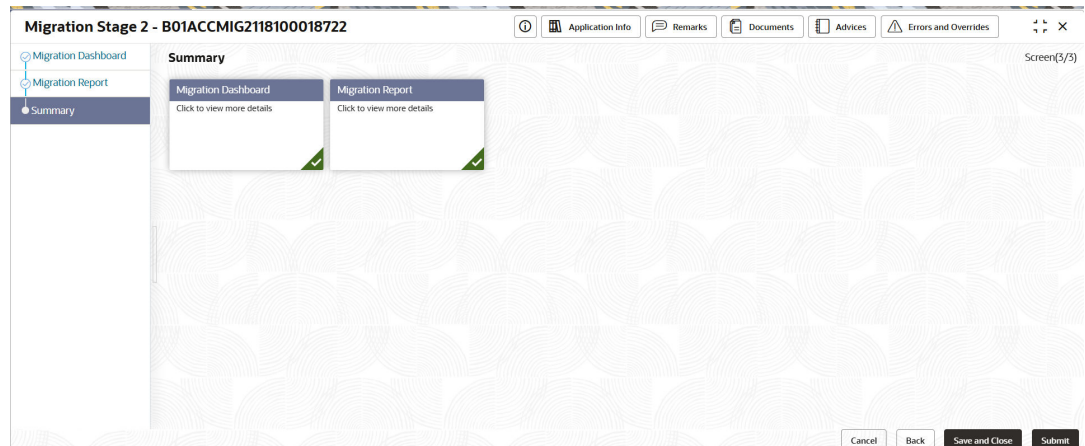 Migration Stage 2 - B01ACCMIG2118100018722
Application Info
Remarks
Documents
Advices
Errors and Overrides
Migration Dashboard
Migration Report
Summary
Summary
Screen(3/3)
Migration Dashboard
Click to view more details
Migration Report
Click to view more details
Cancel
Back
Save and Close
Submit